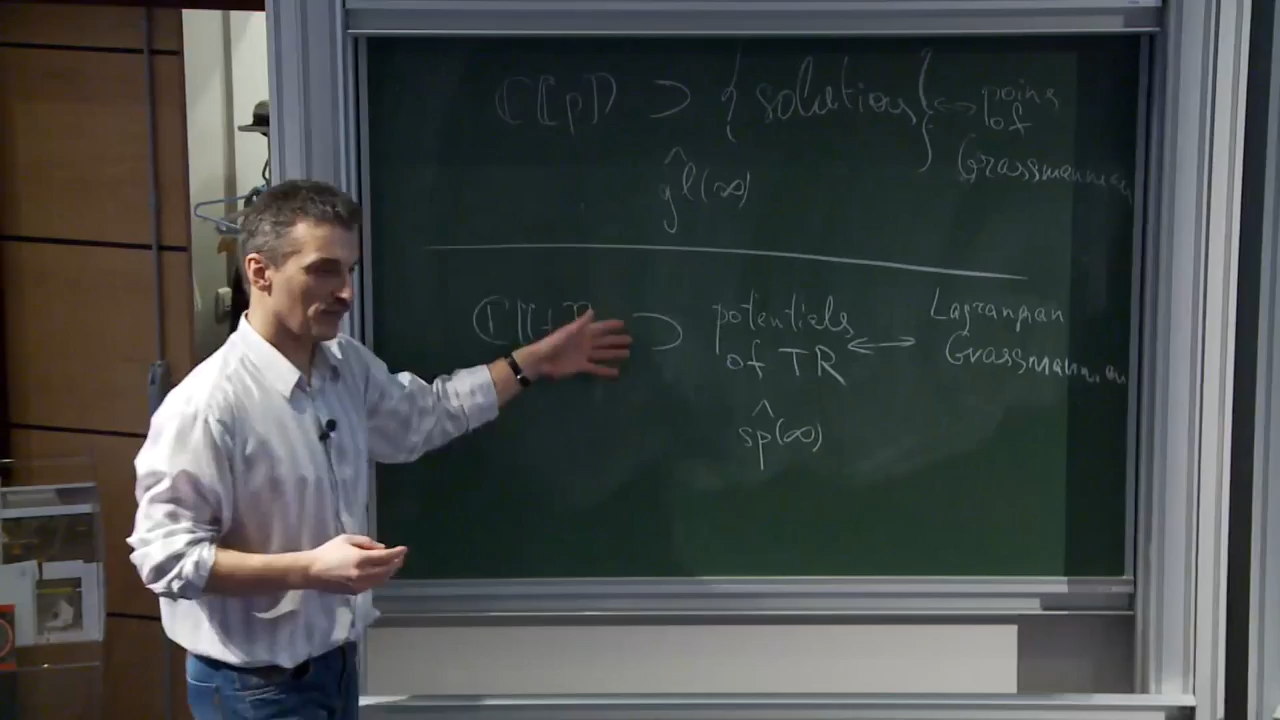 ℂ[[p]] ⊃ { solutions } ↔ points
of
Grassmannian
ĝl(∞)
ℂ[[t]] ⊃ potentials of TR ↔ Lagrangian Grassmannian
ŝp(∞)